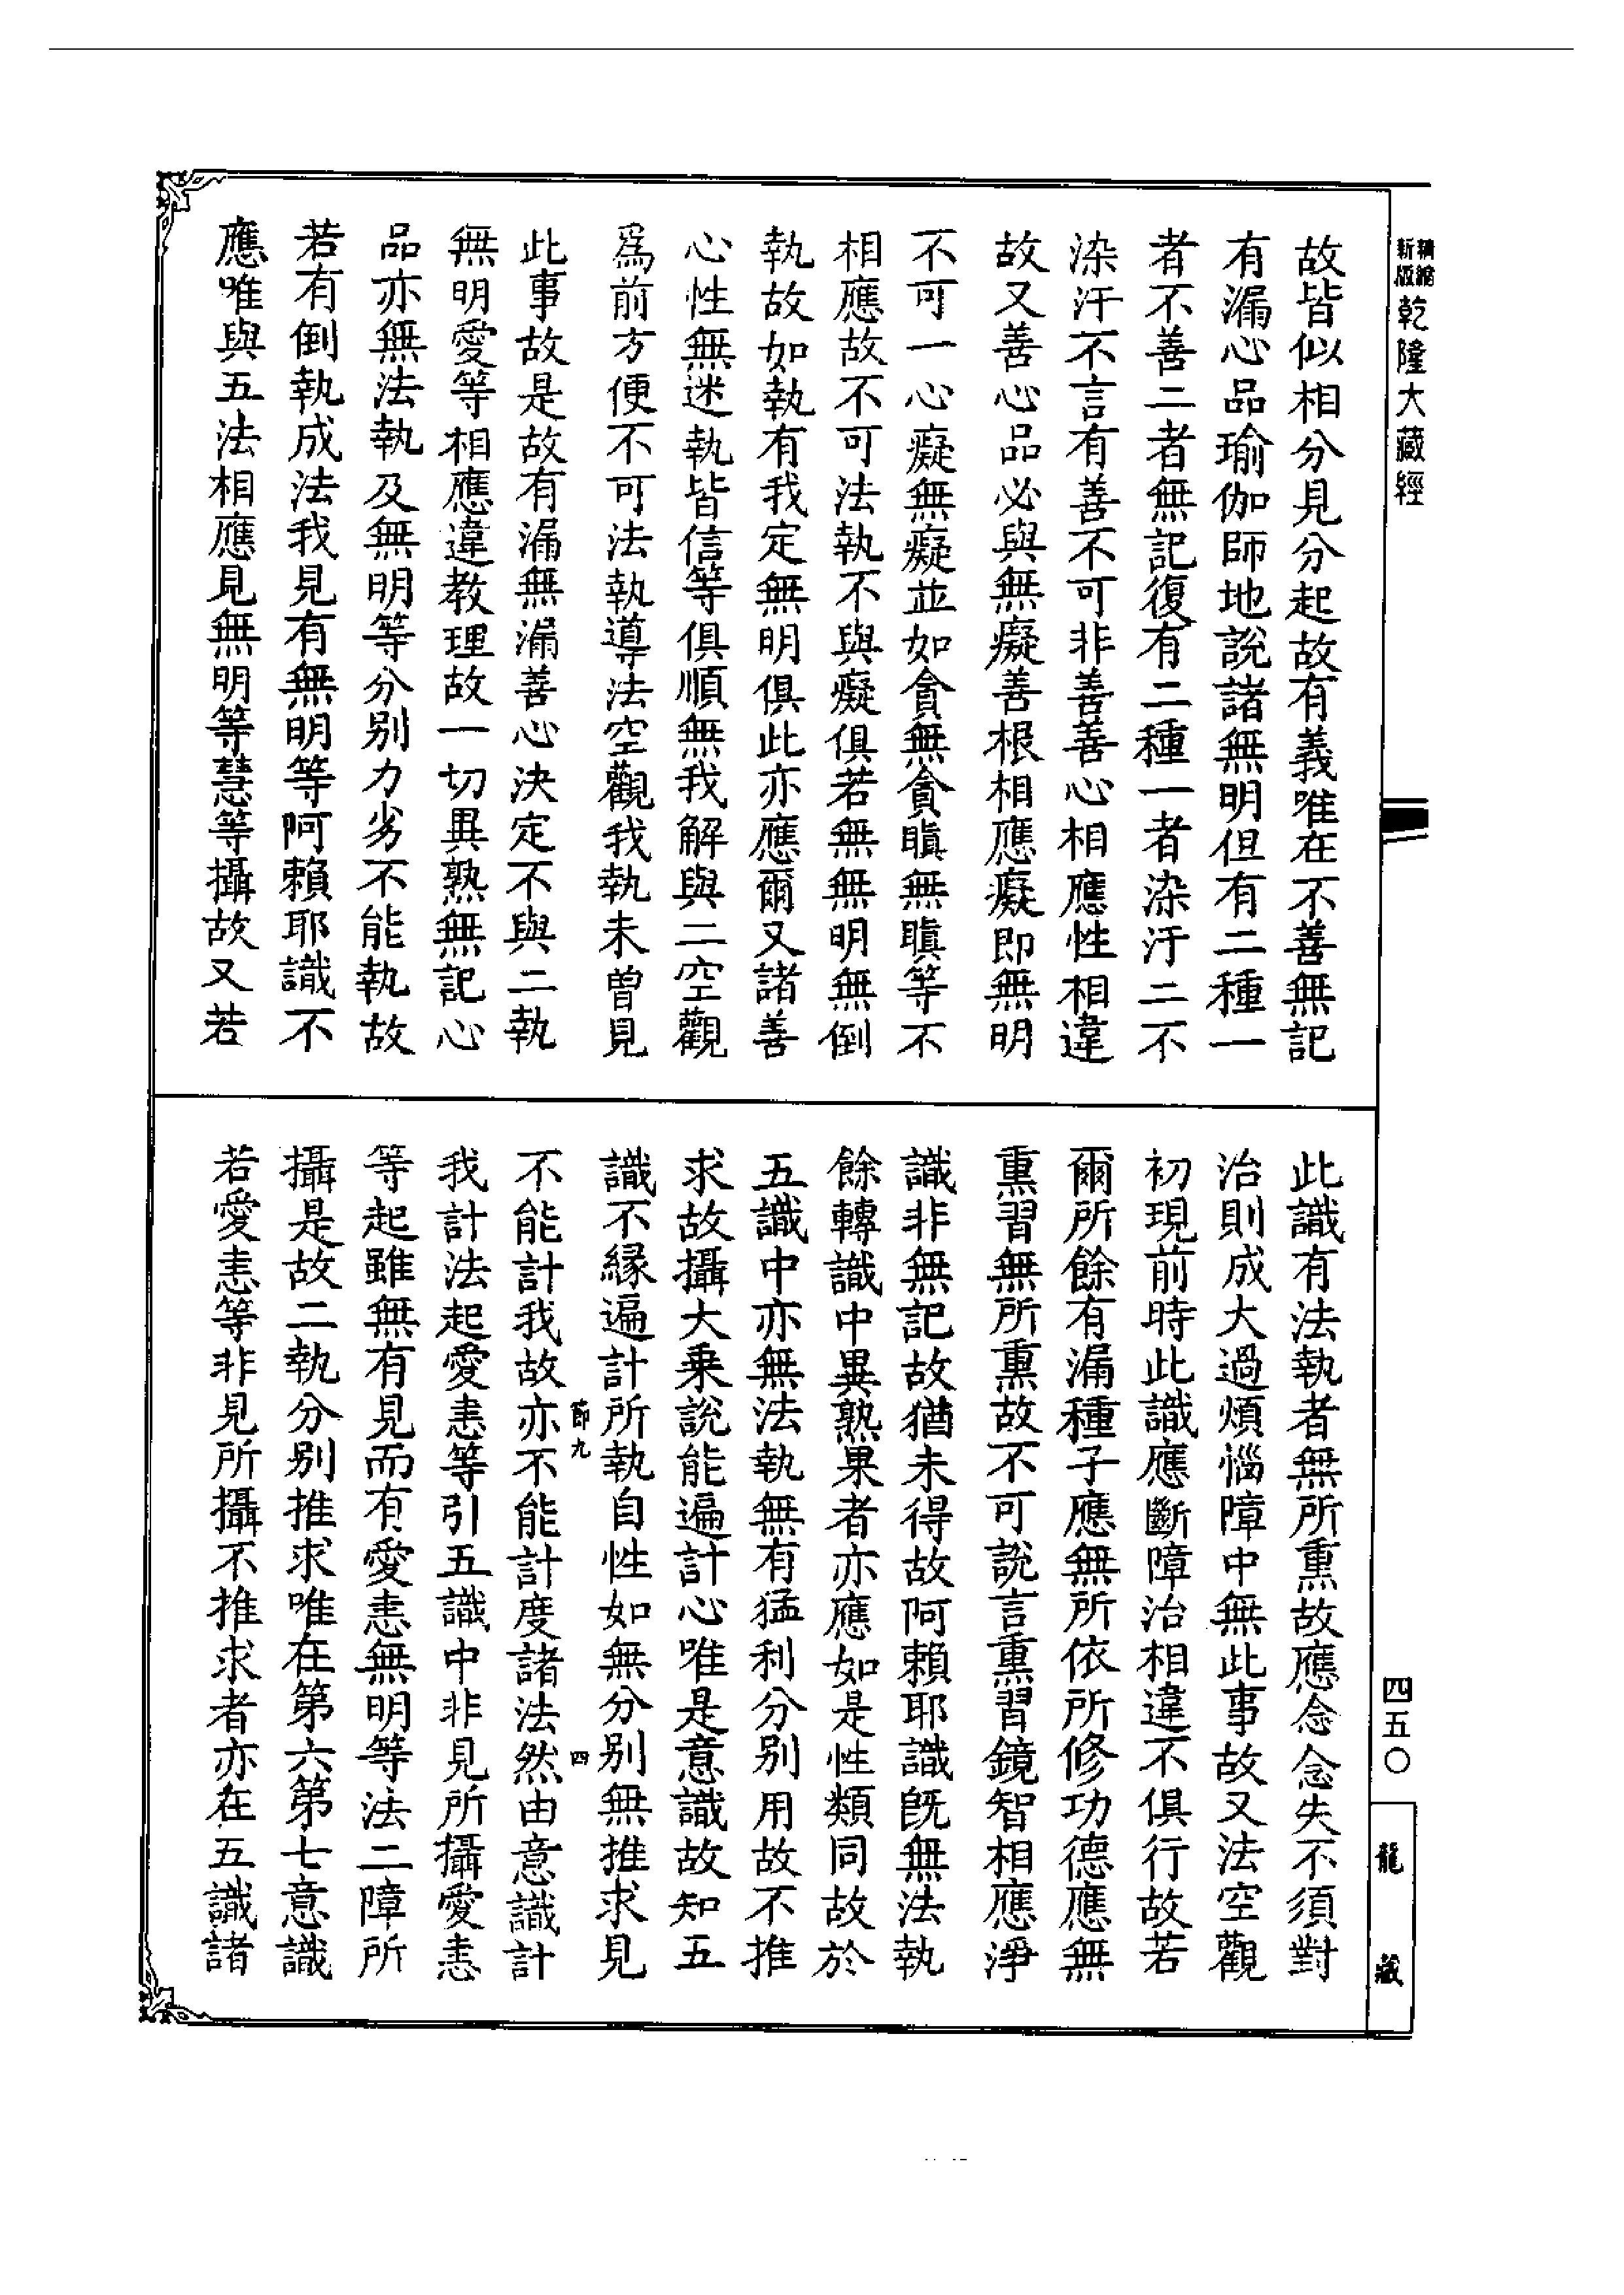 精縮新版乾隆大藏經
故皆似相分見分起故有義唯在不善無記
有漏心品瑜伽師地說諸無明但有二種一
者不善二者無記復有二種一者染汙二不
染汙不言有善不可非善善心相應性相違
故又善心品必與無癡善根相應癡即無明
不可一心癡無癡並如貪無貪瞋無瞋等不
相應故不可法執不與癡俱若無無明無倒
執故如執有我定無明俱此亦應爾又諸善
心性無迷執皆信等俱順無我解與二空觀
爲前方便不可法執導法空觀我執未曾見
此事故是故有漏無漏善心決定不與二執
無明愛等相應違教理故一切異熟無記心
品亦無法執及無明等分別力劣不能執故
若有倒執成法我見有無明等阿賴耶識不
應唯與五法相應見無明等慧等攝故又若
此識有法執者無所熏故應念念失不須對
治則成大過煩惱障中無此事故又法空觀
初現前時此識應斷障治相違不俱行故若
爾所餘有漏種子應無所依所修功德應無
熏習無所熏故不可說言熏習鏡智相應淨
識非無記故猶未得故阿賴耶識旣無法執
餘轉識中異熟果者亦應如是性類同故於
五識中亦無法執無有猛利分別用故不推
求故攝大乘說能遍計心唯是意識故知五
識不緣遍計所執自性如無分別無推求見
不能計我故亦不能計度諸法然由意識計
我計法起愛恚等引五識中非見所攝愛恚
等起雖無有見而有愛恚無明等法二障所
攝是故二執分別推求唯在第六第七意識
若愛恚等非見所攝不推求者亦在五識諸
節九
四
四五〇
龍藏